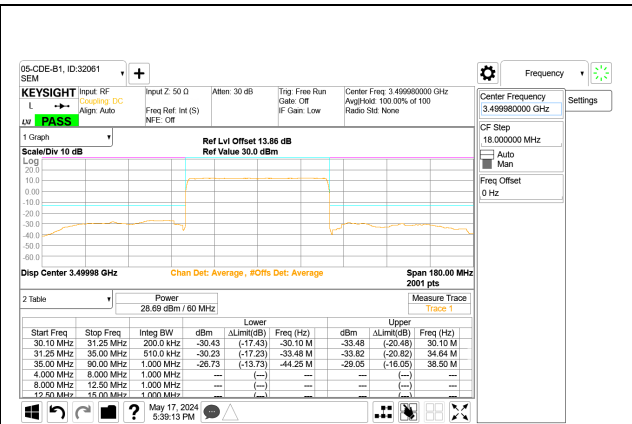 05-CDE-B1, ID:32061
SEM
Frequency
KEYSIGHT
L
PASS
Input: RF
Coupling: DC
Align: Auto
Input Z: 50 Ω
Freq Ref: Int (S)
NFE: Off
Atten: 30 dB
Trig: Free Run
Gate: Off
IF Gain: Low
Center Freq: 3.499980000 GHz
Avg|Hold: 100.00% of 100
Radio Std: None
Center Frequency
3.499980000 GHz
Settings
CF Step
18.000000 MHz
Auto
Man
Freq Offset
0 Hz
1 Graph
Scale/Div 10 dB
Ref Lvl Offset 13.86 dB
Ref Value 30.0 dBm
Log
20.0
10.0
0.00
-10.0
-20.0
-30.0
-40.0
-50.0
-60.0
Disp Center 3.49998 GHz
Chan Det: Average , #Offs Det: Average
Span 180.00 MHz
2001 pts
2 Table
Power
28.69 dBm / 60 MHz
Measure Trace
Trace 1
Lower Upper
Start Freq Stop Freq Integ BW dBm ΔLimit(dB) Freq (Hz) dBm ΔLimit(dB) Freq (Hz)
30.10 MHz 31.25 MHz 200.0 kHz -30.43 (-17.43) -30.10 M -33.48 (-20.48) 30.10 M
31.25 MHz 35.00 MHz 510.0 kHz -30.23 (-17.23) -33.48 M -33.82 (-20.82) 34.64 M
35.00 MHz 90.00 MHz 1.000 MHz -26.73 (-13.73) -44.25 M -29.05 (-16.05) 38.50 M
4.000 MHz 8.000 MHz 1.000 MHz --- (---) --- --- (---) ---
8.000 MHz 12.50 MHz 1.000 MHz --- (---) --- --- (---) ---
12.50 MHz 15.00 MHz 1.000 MHz --- (---) --- --- (---) ---
May 17, 2024
5:39:13 PM